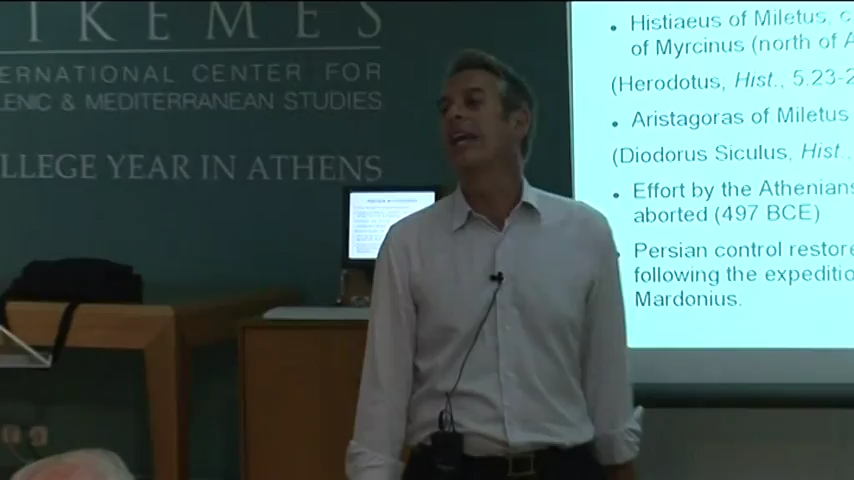 IKEMES
ERNATIONAL CENTER FOR
LENIC & MEDITERRANEAN STUDIES
LLEGE YEAR IN ATHENS
• Histiaeus of Miletus,
of Myrcinus (north of A
(Herodotus, Hist., 5.23-2
• Aristagoras of Miletus
(Diodorus Siculus, Hist.,
• Effort by the Athenians
aborted (497 BCE)
• Persian control restore
following the expeditio
Mardonius.